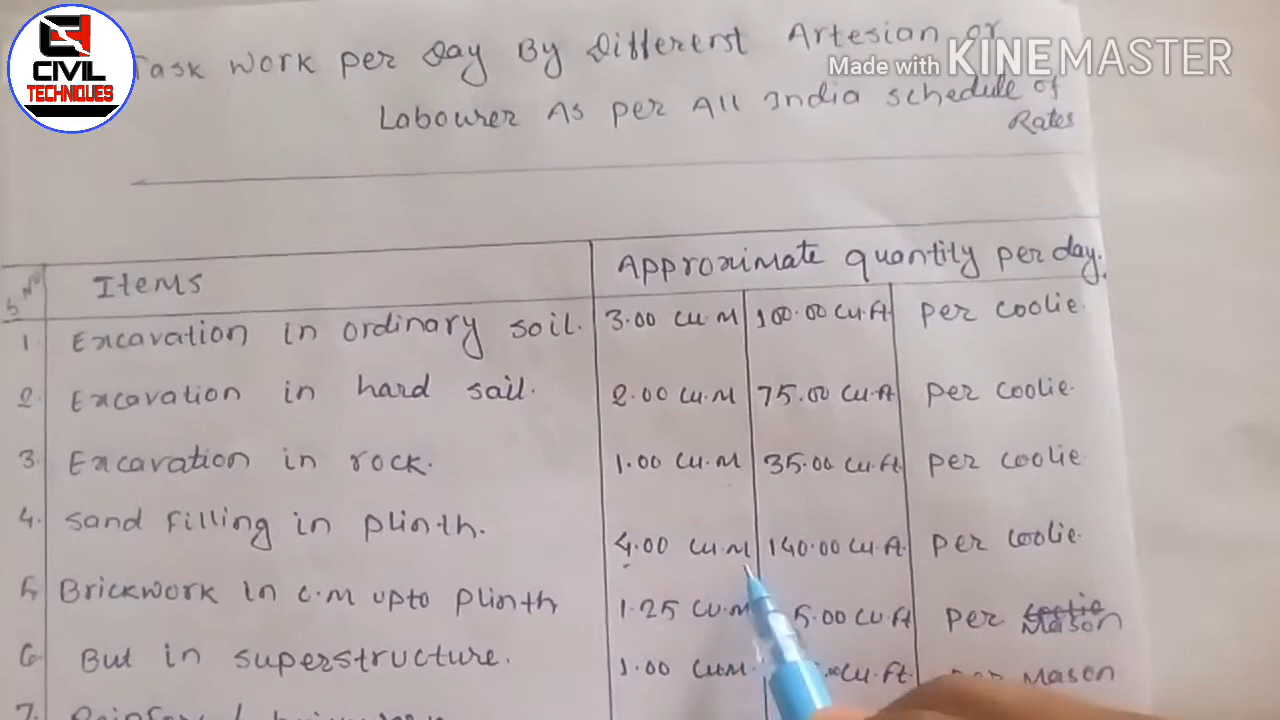 CIVIL
TECHNIQUES
Made with KINEMASTER
Task work per day By Different Artesion or
Labourer As per All India schedule of
Rates
S No Items Approximate quantity per day.
1 Excavation in ordinary soil. 3.00 Cu.M 100.00 Cu.ft per coolie.
2. Excavation in hard sail. 2.00 Cu.M 75.00 Cu.ft per coolie.
3. Excavation in rock. 1.00 Cu.M 35.00 Cu.ft per coolie
4. Sand Filling in plinth. 4.00 Cu.M 140.00 Cu.ft. per coolie.
5. Brickwork in C.M upto plinth 1.25 Cu.M 5.00 Cu.ft per Mason
6. But in superstructure. 1.00 Cu.M. Cu.ft. Mason
7.